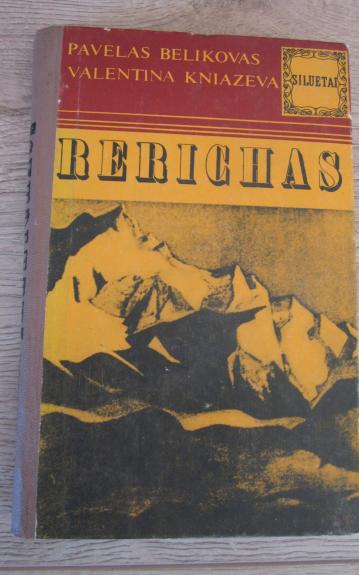 PAVELAS BELIKOVAS
VALENTINA KNIAZEVA
SILUETAI
RERICHAS